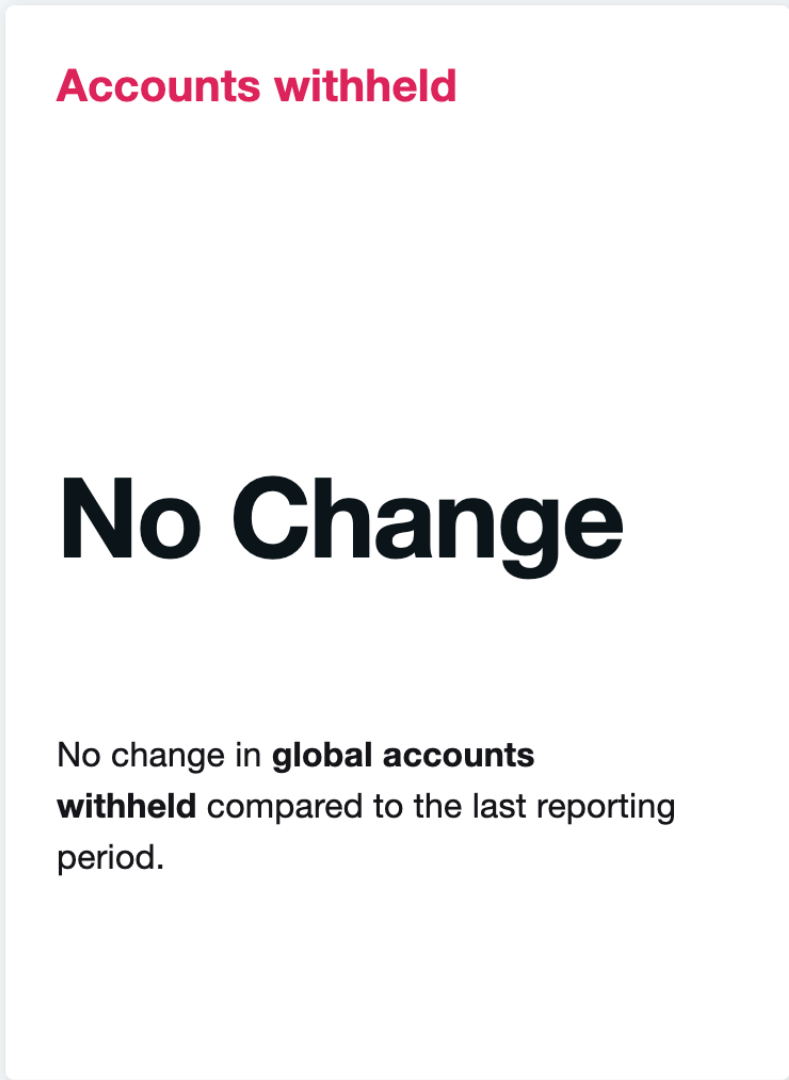 Accounts withheld
No Change
No change in global accounts
withheld compared to the last reporting
period.